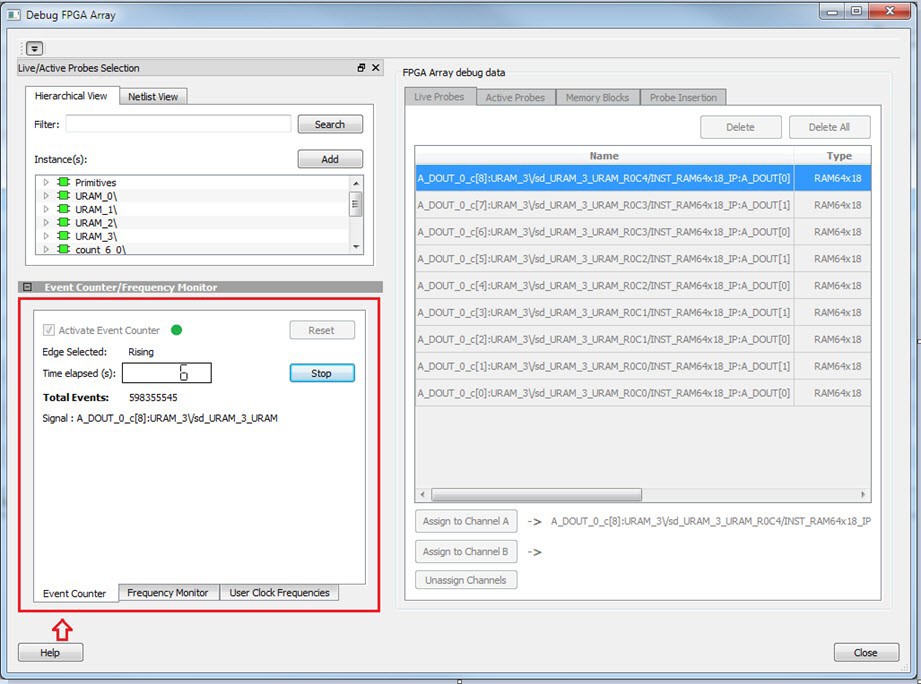 Debug FPGA Array
Live/Active Probes Selection
Hierarchical View
Netlist View
Filter:
Search
Instance(s):
Add
Primitives
URAM_0\
URAM_1\
URAM_2\
URAM_3\
count_6_0\
Event Counter/Frequency Monitor
Activate Event Counter
Reset
Edge Selected: Rising
Time elapsed (s): 6
Stop
Total Events: 598355545
Signal : A_DOUT_0_c[8]:URAM_3\/sd_URAM_3_URAM
Event Counter
Frequency Monitor
User Clock Frequencies
Help
FPGA Array debug data
Live Probes
Active Probes
Memory Blocks
Probe Insertion
Delete
Delete All
Name Type
A_DOUT_0_c[8]:URAM_3\/sd_URAM_3_URAM_R0C4/INST_RAM64x18_IP:A_DOUT[0] RAM64x18
A_DOUT_0_c[7]:URAM_3\/sd_URAM_3_URAM_R0C3/INST_RAM64x18_IP:A_DOUT[1] RAM64x18
A_DOUT_0_c[6]:URAM_3\/sd_URAM_3_URAM_R0C3/INST_RAM64x18_IP:A_DOUT[0] RAM64x18
A_DOUT_0_c[5]:URAM_3\/sd_URAM_3_URAM_R0C2/INST_RAM64x18_IP:A_DOUT[1] RAM64x18
A_DOUT_0_c[4]:URAM_3\/sd_URAM_3_URAM_R0C2/INST_RAM64x18_IP:A_DOUT[0] RAM64x18
A_DOUT_0_c[3]:URAM_3\/sd_URAM_3_URAM_R0C1/INST_RAM64x18_IP:A_DOUT[1] RAM64x18
A_DOUT_0_c[2]:URAM_3\/sd_URAM_3_URAM_R0C1/INST_RAM64x18_IP:A_DOUT[0] RAM64x18
A_DOUT_0_c[1]:URAM_3\/sd_URAM_3_URAM_R0C0/INST_RAM64x18_IP:A_DOUT[1] RAM64x18
A_DOUT_0_c[0]:URAM_3\/sd_URAM_3_URAM_R0C0/INST_RAM64x18_IP:A_DOUT[0] RAM64x18
Assign to Channel A -> A_DOUT_0_c[8]:URAM_3\/sd_URAM_3_URAM_R0C4/INST_RAM64x18_IP
Assign to Channel B ->
Unassign Channels
Close